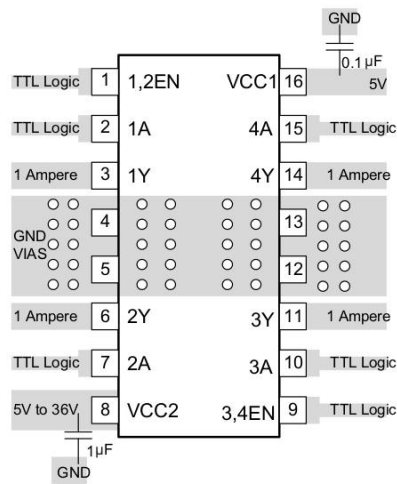 GND
0.1 µF
TTL Logic 1 1,2EN VCC1 16 5V
TTL Logic 2 1A 4A 15 TTL Logic
1 Ampere 3 1Y 4Y 14 1 Ampere
4 13
GND
VIAS
5 12
1 Ampere 6 2Y 3Y 11 1 Ampere
TTL Logic 7 2A 3A 10 TTL Logic
5V to 36V 8 VCC2 3,4EN 9 TTL Logic
1µF
GND